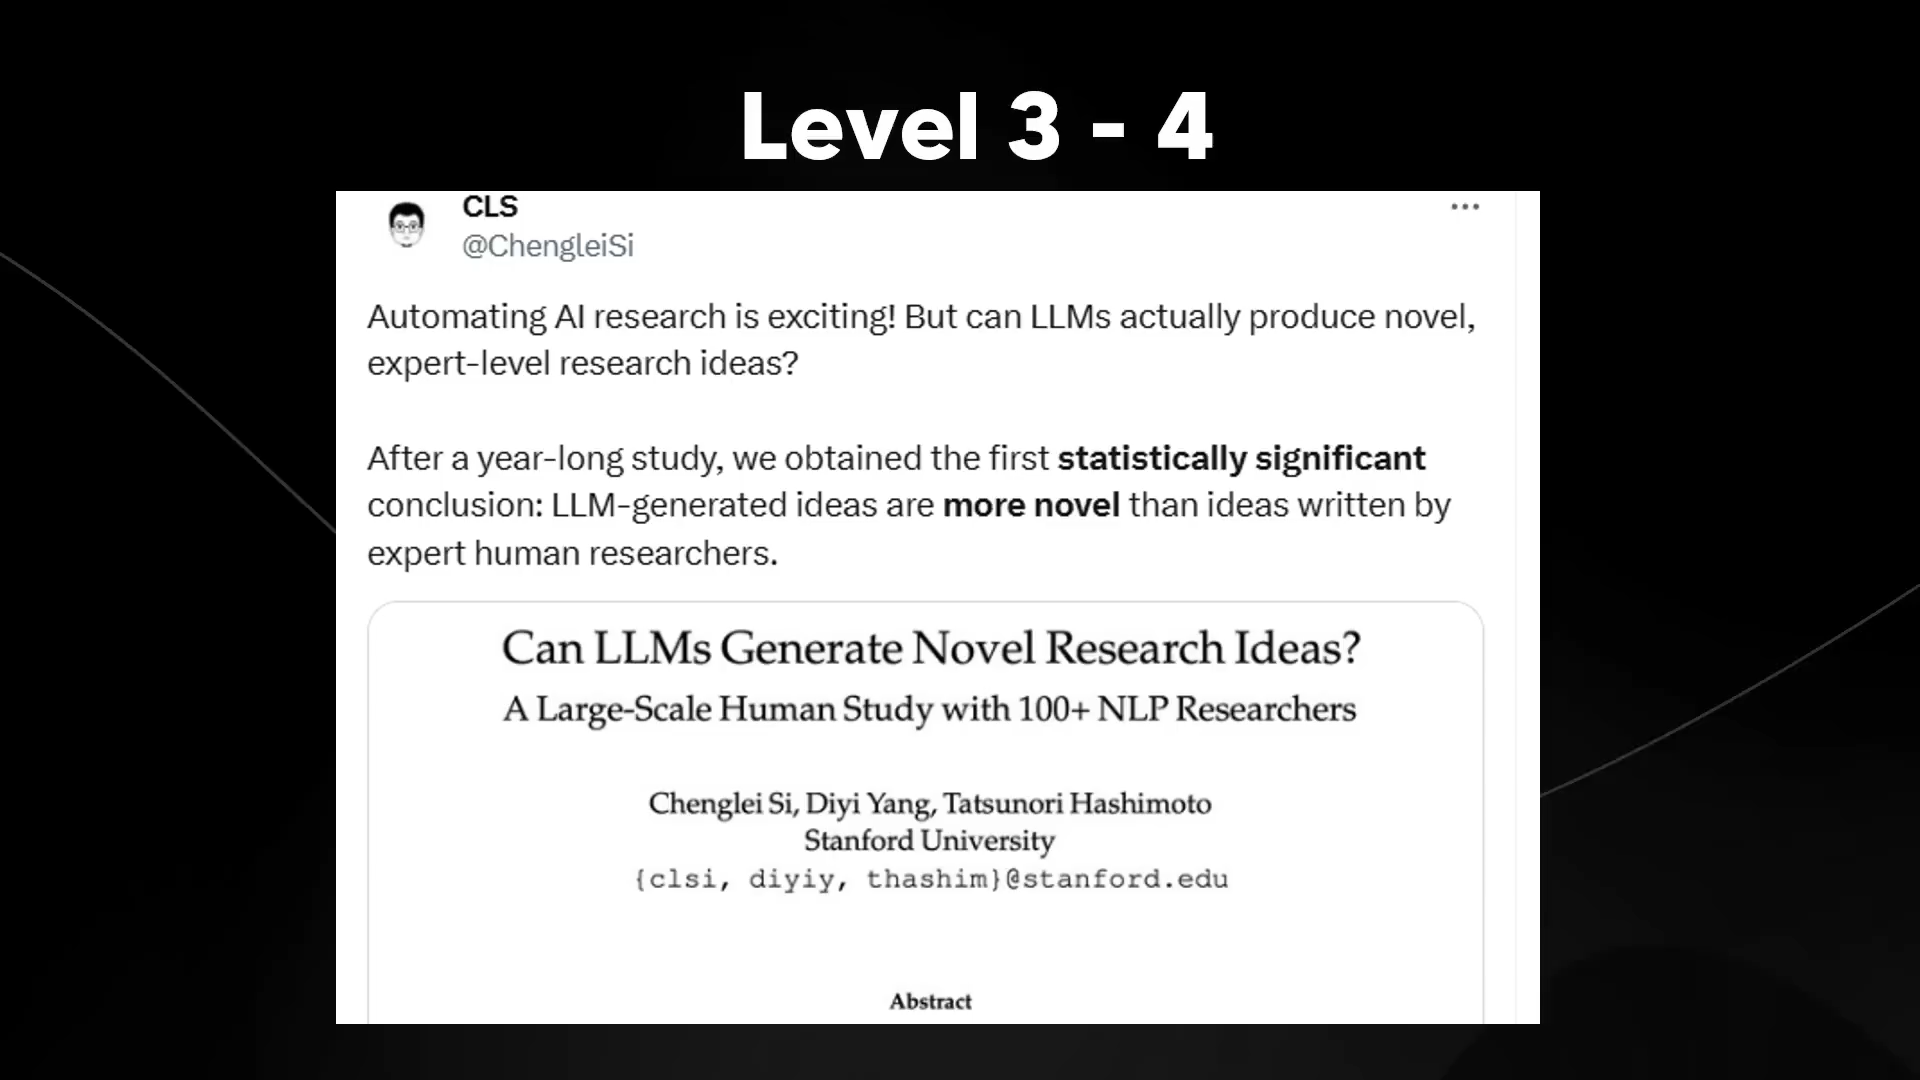 Level 3 - 4
CLS
@ChengleiSi
Automating AI research is exciting! But can LLMs actually produce novel,
expert-level research ideas?
After a year-long study, we obtained the first statistically significant
conclusion: LLM-generated ideas are more novel than ideas written by
expert human researchers.
Can LLMs Generate Novel Research Ideas?
A Large-Scale Human Study with 100+ NLP Researchers
Chenglei Si, Diyi Yang, Tatsunori Hashimoto
Stanford University
{clsi, diyiy, thashim}@stanford.edu
Abstract